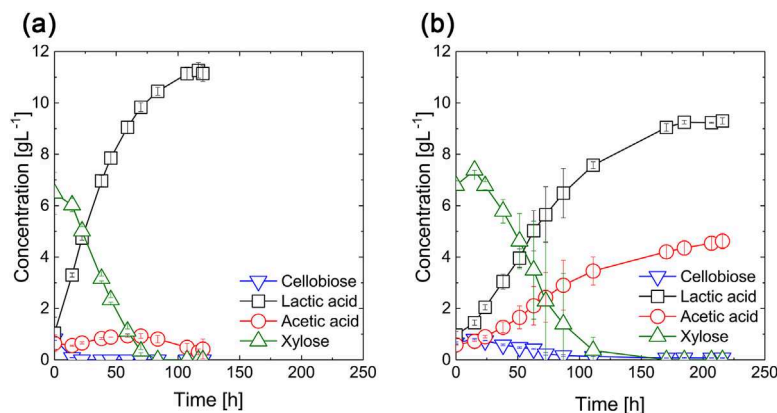 (a)
12
10
8
6
4
2
0
Concentration [gL⁻¹]
Cellobiose
Lactic acid
Acetic acid
Xylose
0 50 100 150 200 250
Time [h]
(b)
12
10
8
6
4
2
0
Concentration [gL⁻¹]
Cellobiose
Lactic acid
Acetic acid
Xylose
0 50 100 150 200 250
Time [h]